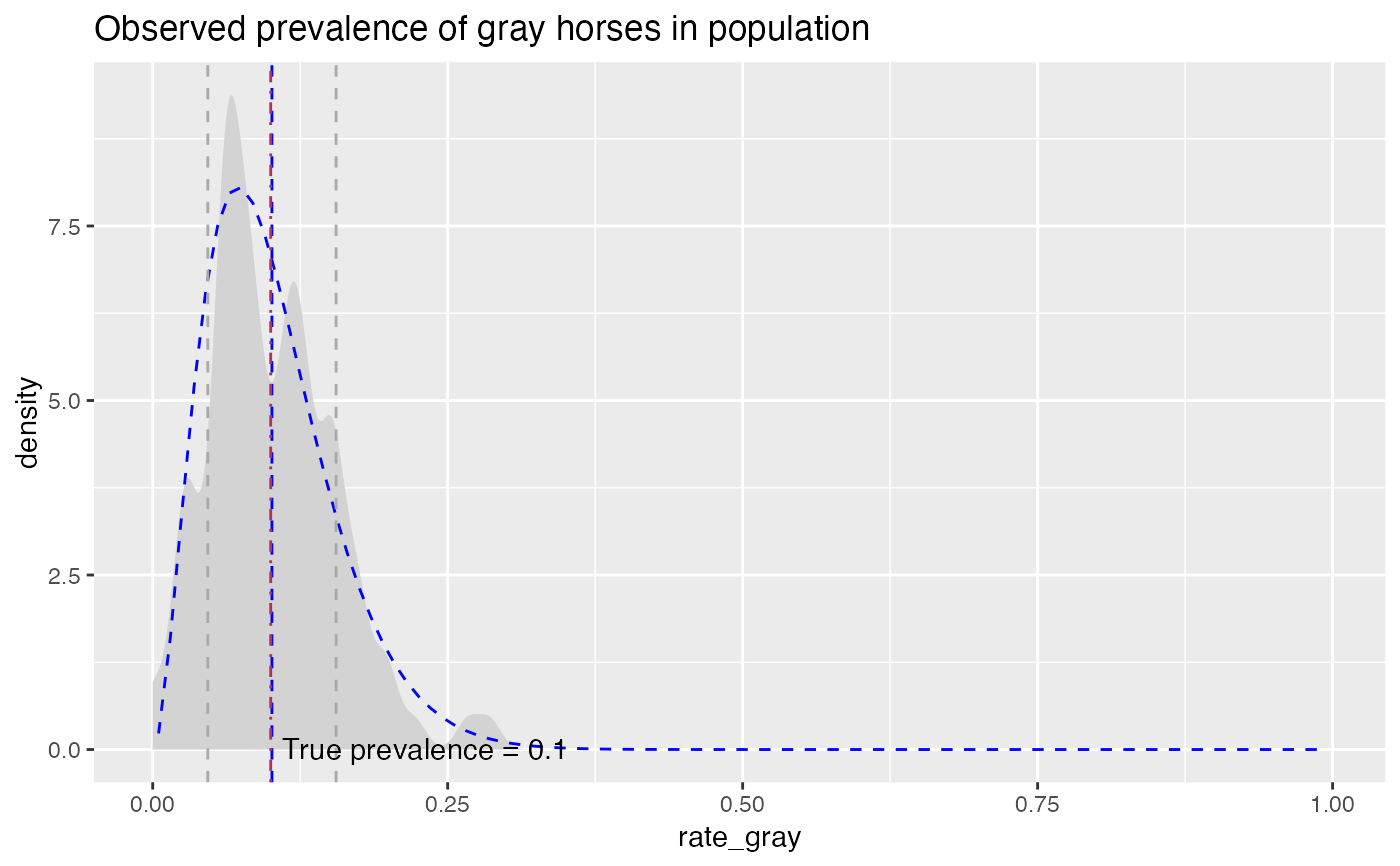 Observed prevalence of gray horses in population
density
7.5
5.0
2.5
0.0
True prevalence = 0.1
0.00 0.25 0.50 0.75 1.00
rate_gray